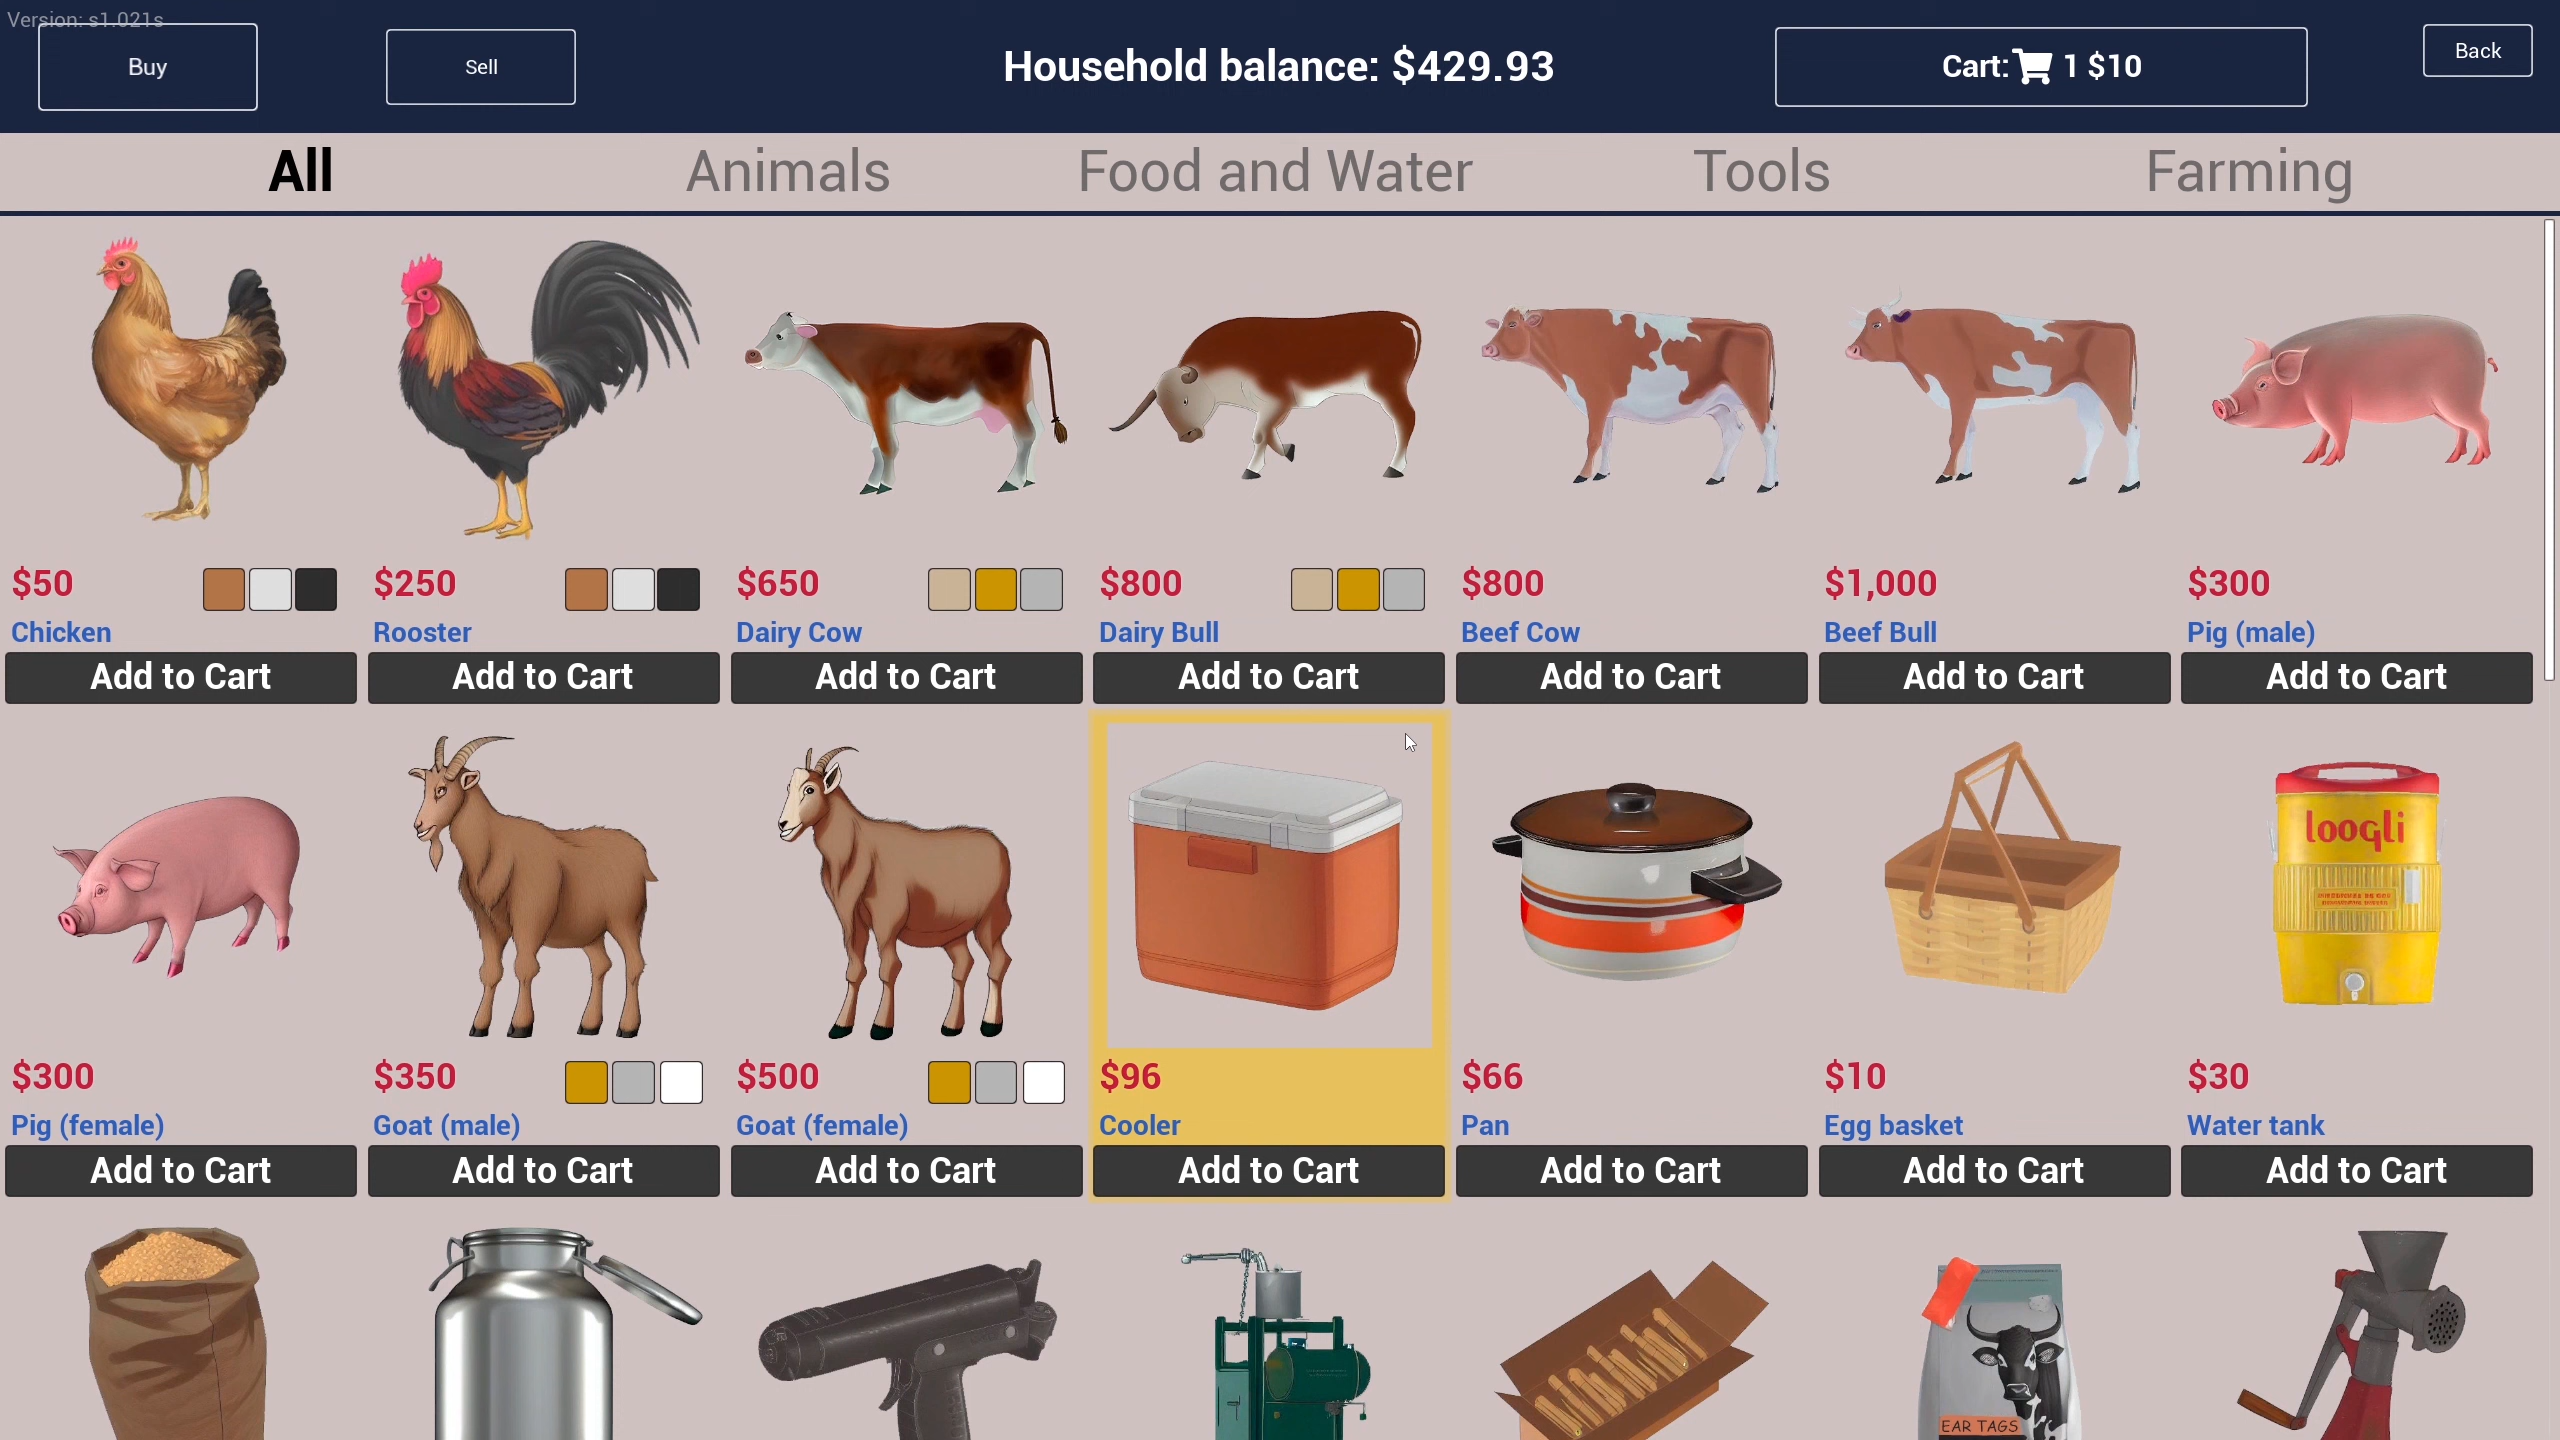 Version: s1.021s
Buy
Sell
Household balance: $429.93
Cart: 1 $10
Back
All
Animals
Food and Water
Tools
Farming
$50
$250
$650
$800
$800
$1,000
$300
Chicken
Rooster
Dairy Cow
Dairy Bull
Beef Cow
Beef Bull
Pig (male)
Add to Cart
Add to Cart
Add to Cart
Add to Cart
Add to Cart
Add to Cart
Add to Cart
looqli
$300
$350
$500
$96
$66
$10
$30
Pig (female)
Goat (male)
Goat (female)
Cooler
Pan
Egg basket
Water tank
Add to Cart
Add to Cart
Add to Cart
Add to Cart
Add to Cart
Add to Cart
Add to Cart
EAR TAGS